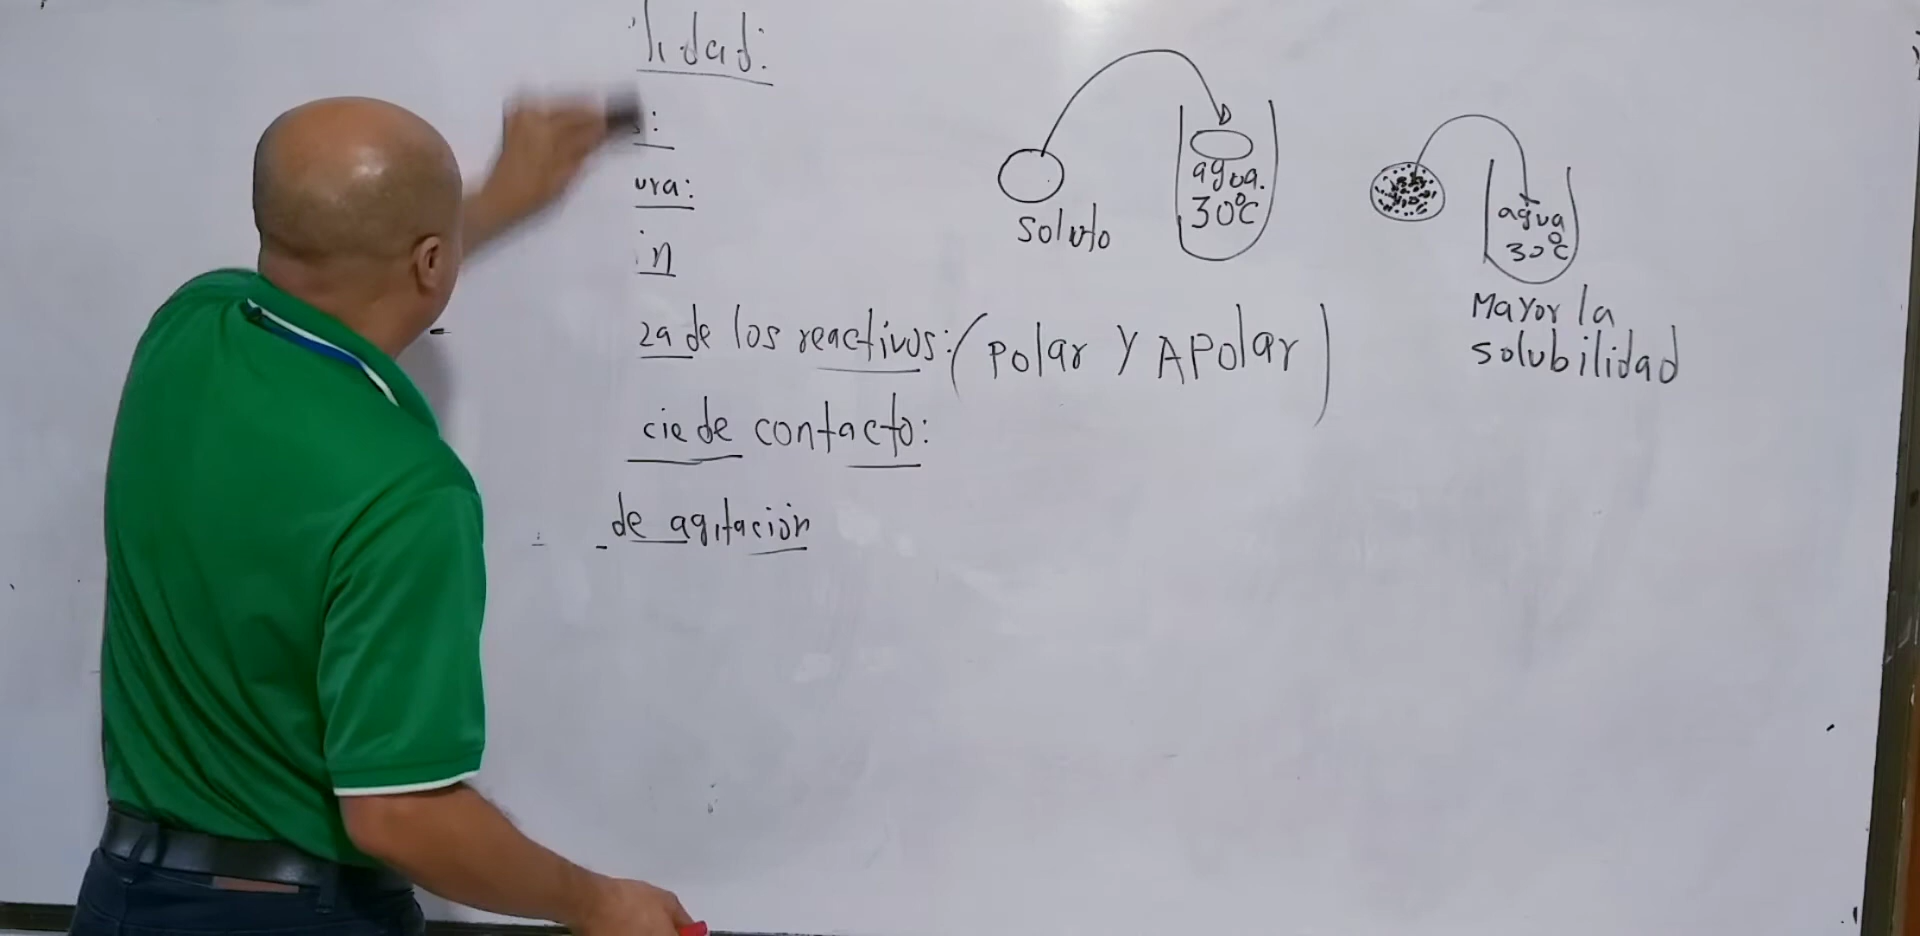 lidad:
s:
ura:
in
za de los reactivos: (Polar y APolar)
cie de contacto:
de agitación
soluto
agua.
30°C
agua
30°C
Mayor la
solubilidad